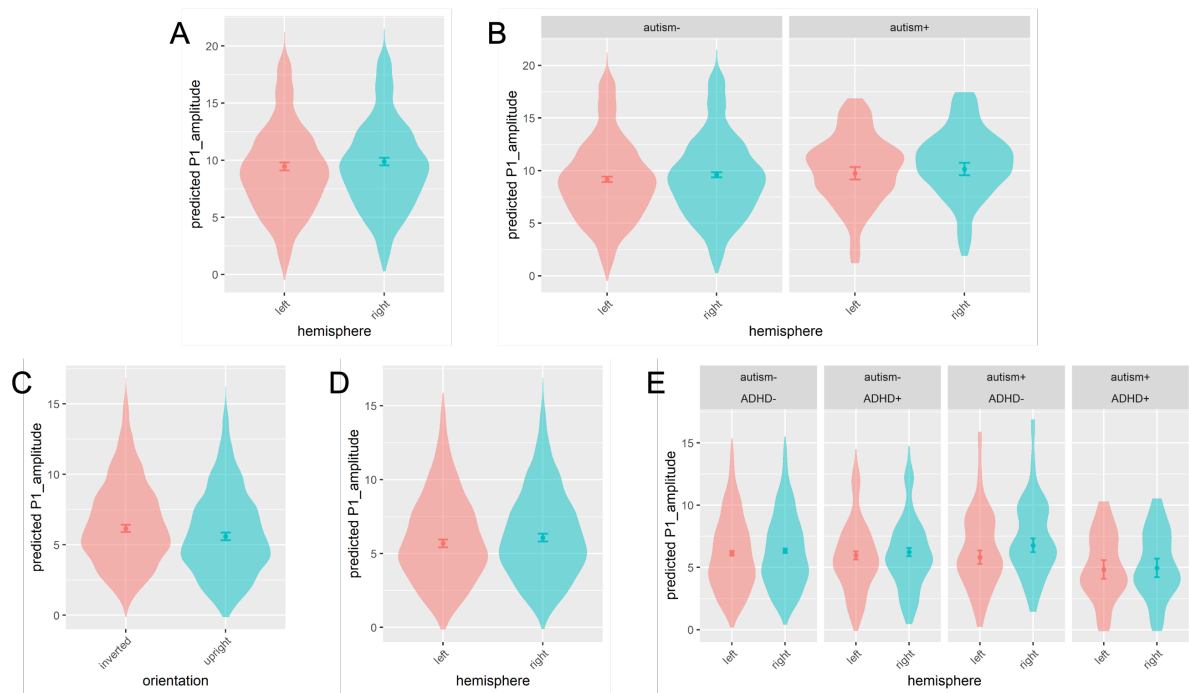 A
predicted P1_amplitude
20
15
10
5
0
left
right
hemisphere
B
autism-
autism+
predicted P1_amplitude
20
15
10
5
0
left
right
left
right
hemisphere
C
predicted P1_amplitude
15
10
5
0
inverted
upright
orientation
D
predicted P1_amplitude
15
10
5
0
left
right
hemisphere
E
autism-
autism-
autism+
autism+
ADHD-
ADHD+
ADHD-
ADHD+
predicted P1_amplitude
15
10
5
0
left
right
left
right
left
right
left
right
hemisphere